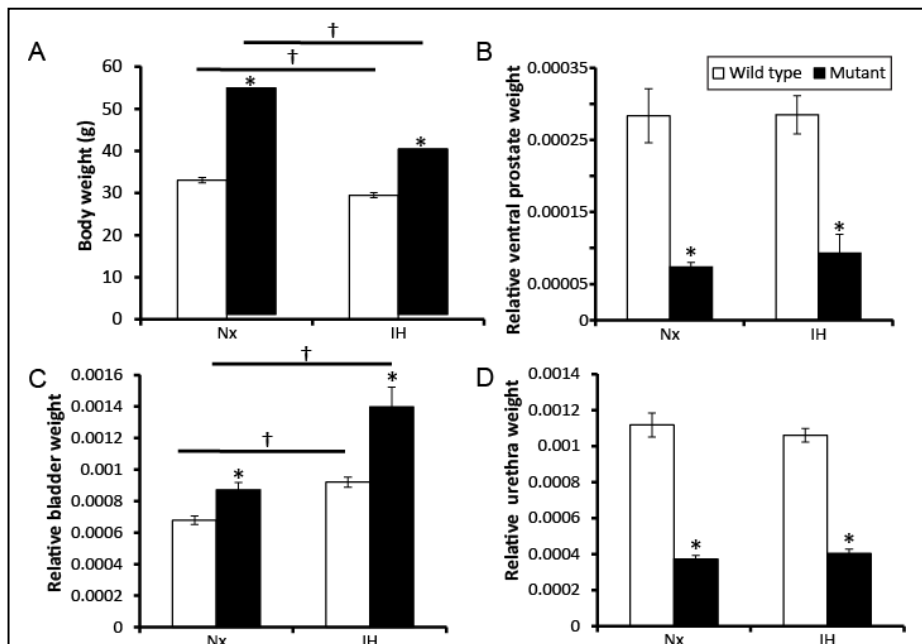 A
†
†
Body weight (g)
60
50
40
30
20
10
0
*
*
Nx
IH
B
Wild type
Mutant
Relative ventral prostate weight
0.00035
0.00025
0.00015
0.00005
*
*
Nx
IH
C
†
†
Relative bladder weight
0.0016
0.0014
0.0012
0.001
0.0008
0.0006
0.0004
0.0002
0
*
*
Nx
IH
D
Relative urethra weight
0.0014
0.0012
0.001
0.0008
0.0006
0.0004
0.0002
0
*
*
Nx
IH